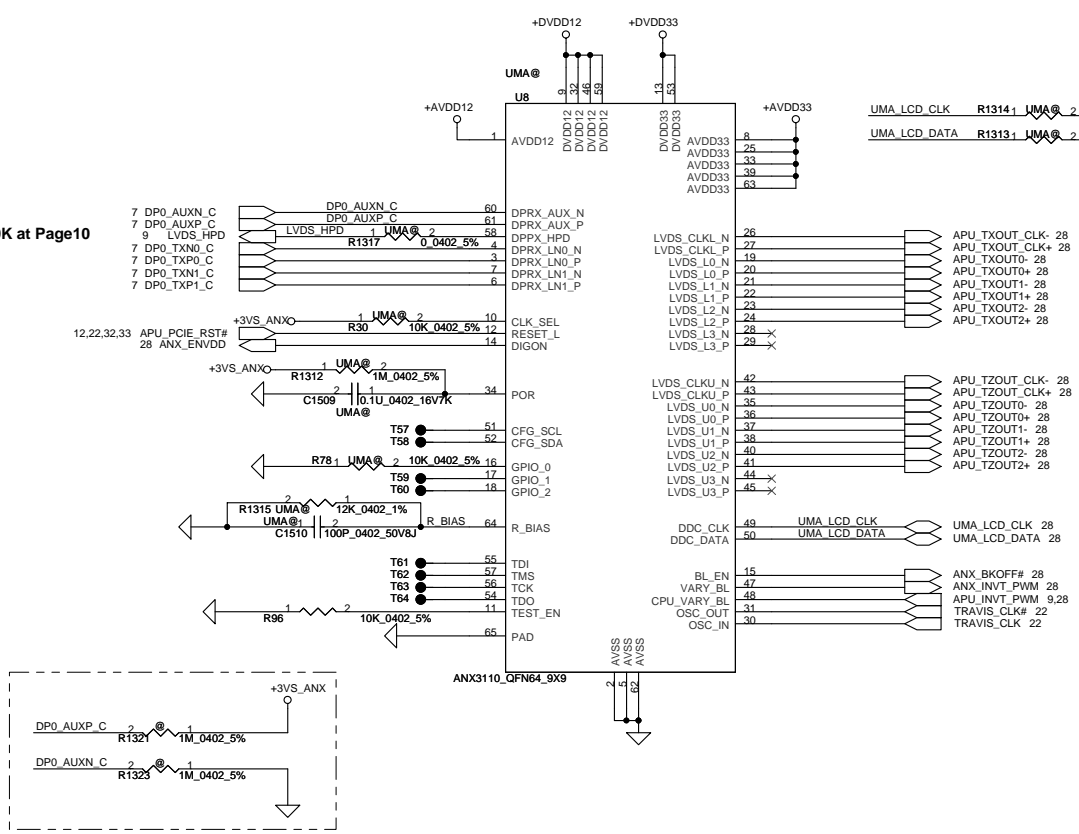 +DVDD12 +DVDD33
UMA@
U8
+AVDD12 +AVDD33
9 32 46 59 13 53
DVDD12 DVDD12 DVDD12 DVDD12 DVDD33 DVDD33
1 AVDD12
AVDD33 8
AVDD33 25
AVDD33 33
AVDD33 39
AVDD33 63
UMA_LCD_CLK R1314 1 UMA@ 2
UMA_LCD_DATA R1313 1 UMA@ 2
0K at Page10
7 DP0_AUXN_C DP0_AUXN_C 60 DPRX_AUX_N
7 DP0_AUXP_C DP0_AUXP_C 61 DPRX_AUX_P
9 LVDS_HPD LVDS_HPD 1 UMA@ 2 58 DPPX_HPD
R1317 0_0402_5%
7 DP0_TXN0_C 4 DPRX_LN0_N
7 DP0_TXP0_C 3 DPRX_LN0_P
7 DP0_TXN1_C 7 DPRX_LN1_N
7 DP0_TXP1_C 6 DPRX_LN1_P
+3VS_ANX 1 UMA@ 2 10 CLK_SEL
R30 10K_0402_5%
12,22,32,33 APU_PCIE_RST# 12 RESET_L
28 ANX_ENVDD 14 DIGON
+3VS_ANX 1 UMA@ 2
R1312 1M_0402_5%
2 1 34 POR
C1509 0.1U_0402_16V7K
UMA@
T57 51 CFG_SCL
T58 52 CFG_SDA
R78 1 UMA@ 2 10K_0402_5% 16 GPIO_0
T59 17 GPIO_1
T60 18 GPIO_2
2 1
R1315 UMA@ 12K_0402_1%
UMA@ 1 2 R_BIAS 64 R_BIAS
C1510 100P_0402_50V8J
T61 55 TDI
T62 57 TMS
T63 56 TCK
T64 54 TDO
1 2 11 TEST_EN
R96 10K_0402_5%
65 PAD
LVDS_CLKL_N 26 APU_TXOUT_CLK- 28
LVDS_CLKL_P 27 APU_TXOUT_CLK+ 28
LVDS_L0_N 19 APU_TXOUT0- 28
LVDS_L0_P 20 APU_TXOUT0+ 28
LVDS_L1_N 21 APU_TXOUT1- 28
LVDS_L1_P 22 APU_TXOUT1+ 28
LVDS_L2_N 23 APU_TXOUT2- 28
LVDS_L2_P 24 APU_TXOUT2+ 28
LVDS_L3_N 28
LVDS_L3_P 29
LVDS_CLKU_N 42 APU_TZOUT_CLK- 28
LVDS_CLKU_P 43 APU_TZOUT_CLK+ 28
LVDS_U0_N 35 APU_TZOUT0- 28
LVDS_U0_P 36 APU_TZOUT0+ 28
LVDS_U1_N 37 APU_TZOUT1- 28
LVDS_U1_P 38 APU_TZOUT1+ 28
LVDS_U2_N 40 APU_TZOUT2- 28
LVDS_U2_P 41 APU_TZOUT2+ 28
LVDS_U3_N 44
LVDS_U3_P 45
DDC_CLK 49 UMA_LCD_CLK UMA_LCD_CLK 28
DDC_DATA 50 UMA_LCD_DATA UMA_LCD_DATA 28
BL_EN 15 ANX_BKOFF# 28
VARY_BL 47 ANX_INVT_PWM 28
CPU_VARY_BL 48 APU_INVT_PWM 9,28
OSC_OUT 31 TRAVIS_CLK# 22
OSC_IN 30 TRAVIS_CLK 22
AVSS AVSS AVSS
2 5 62
ANX3110_QFN64_9X9
+3VS_ANX
DP0_AUXP_C 2 @ 1
R1321 1M_0402_5%
DP0_AUXN_C 2 @ 1
R1323 1M_0402_5%